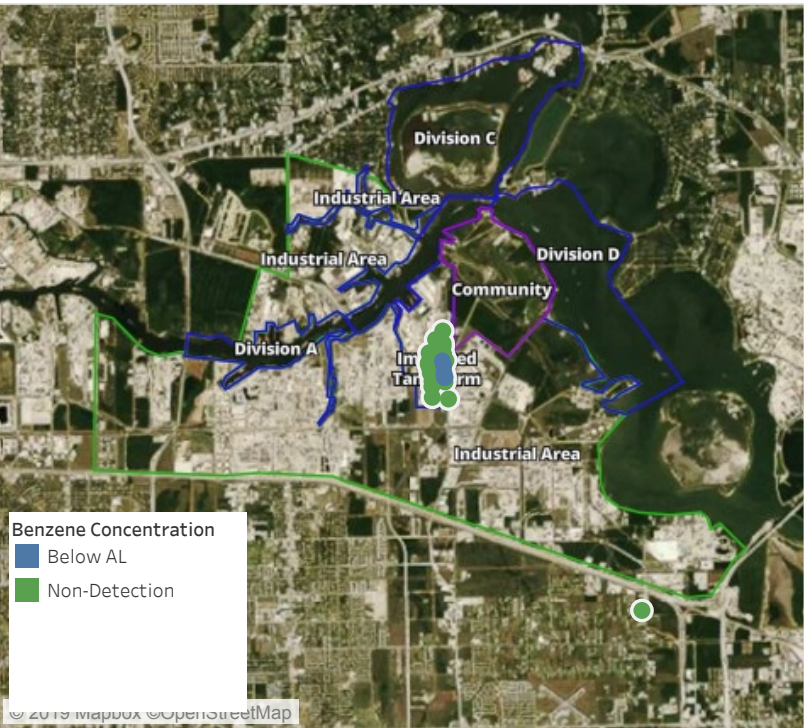 Division C
Industrial Area
Industrial Area
Division D
Community
Division A
Industrial Area
Benzene Concentration
Below AL
Non-Detection
© 2019 Mapbox ©OpenStreetMap